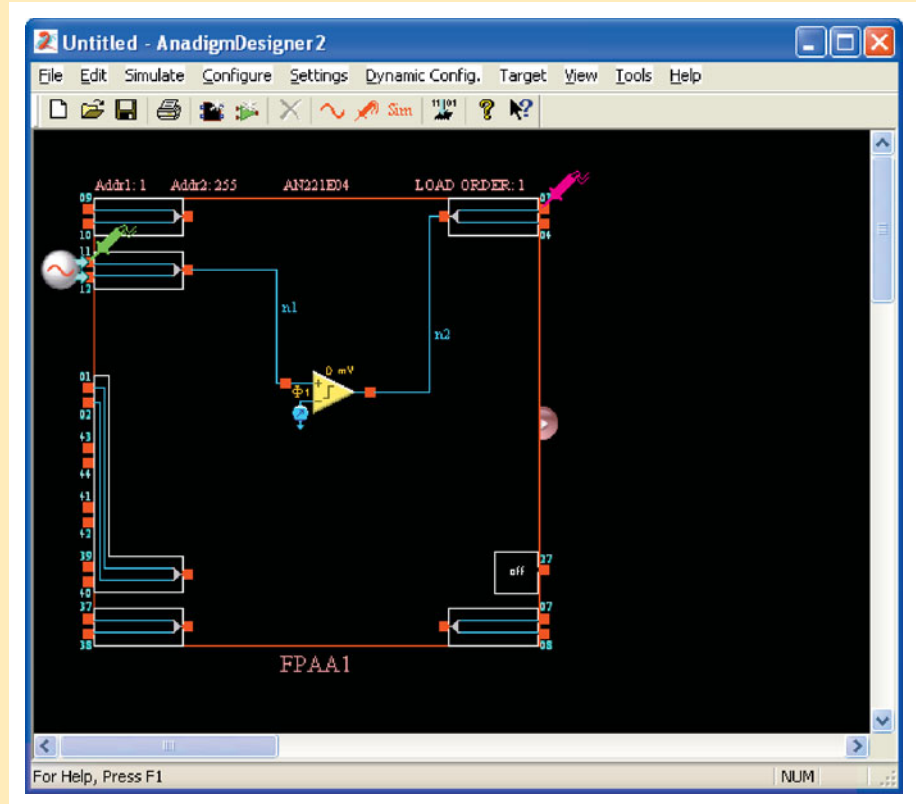 Untitled - AnadigmDesigner2
File Edit Simulate Configure Settings Dynamic Config. Target View Tools Help
Sim 11101
Addr1: 1 Addr2: 255 AN221E04 LOAD ORDER: 1
09
10
11
12
03
04
n1
n2
0 mV
Φ1
01
02
43
44
41
42
39
40
37
38
off
27
07
08
FPAA1
For Help, Press F1 NUM